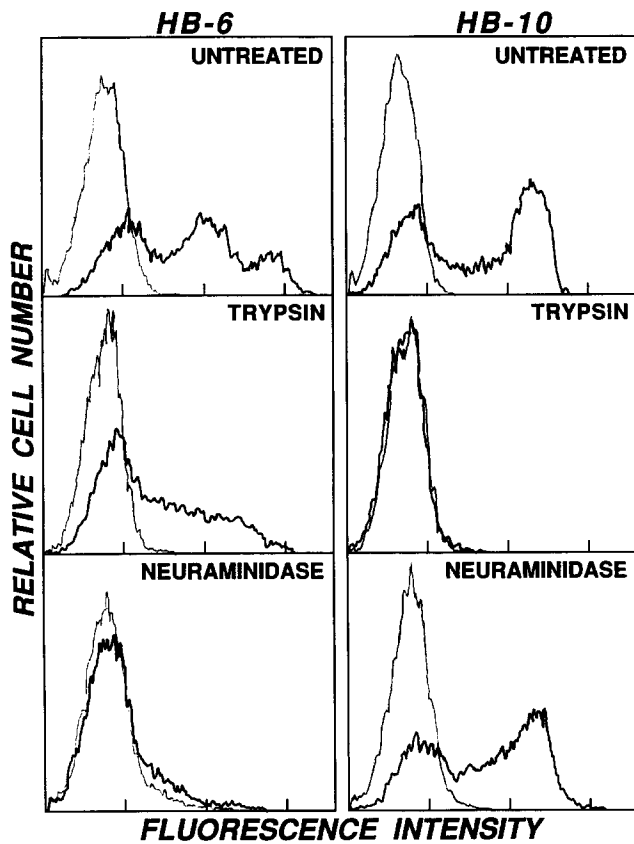 HB-6
HB-10
UNTREATED
UNTREATED
TRYPSIN
TRYPSIN
NEURAMINIDASE
NEURAMINIDASE
RELATIVE CELL NUMBER
FLUORESCENCE INTENSITY